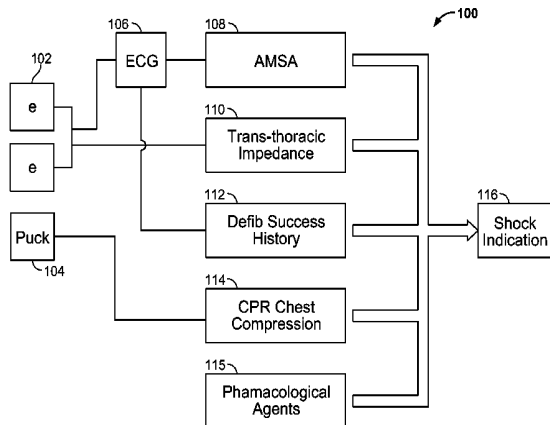 100
102
106
108
ECG
AMSA
e
110
Trans-thoracic
Impedance
e
112
Defib Success
History
116
Shock
Indication
Puck
104
114
CPR Chest
Compression
115
Phamacological
Agents